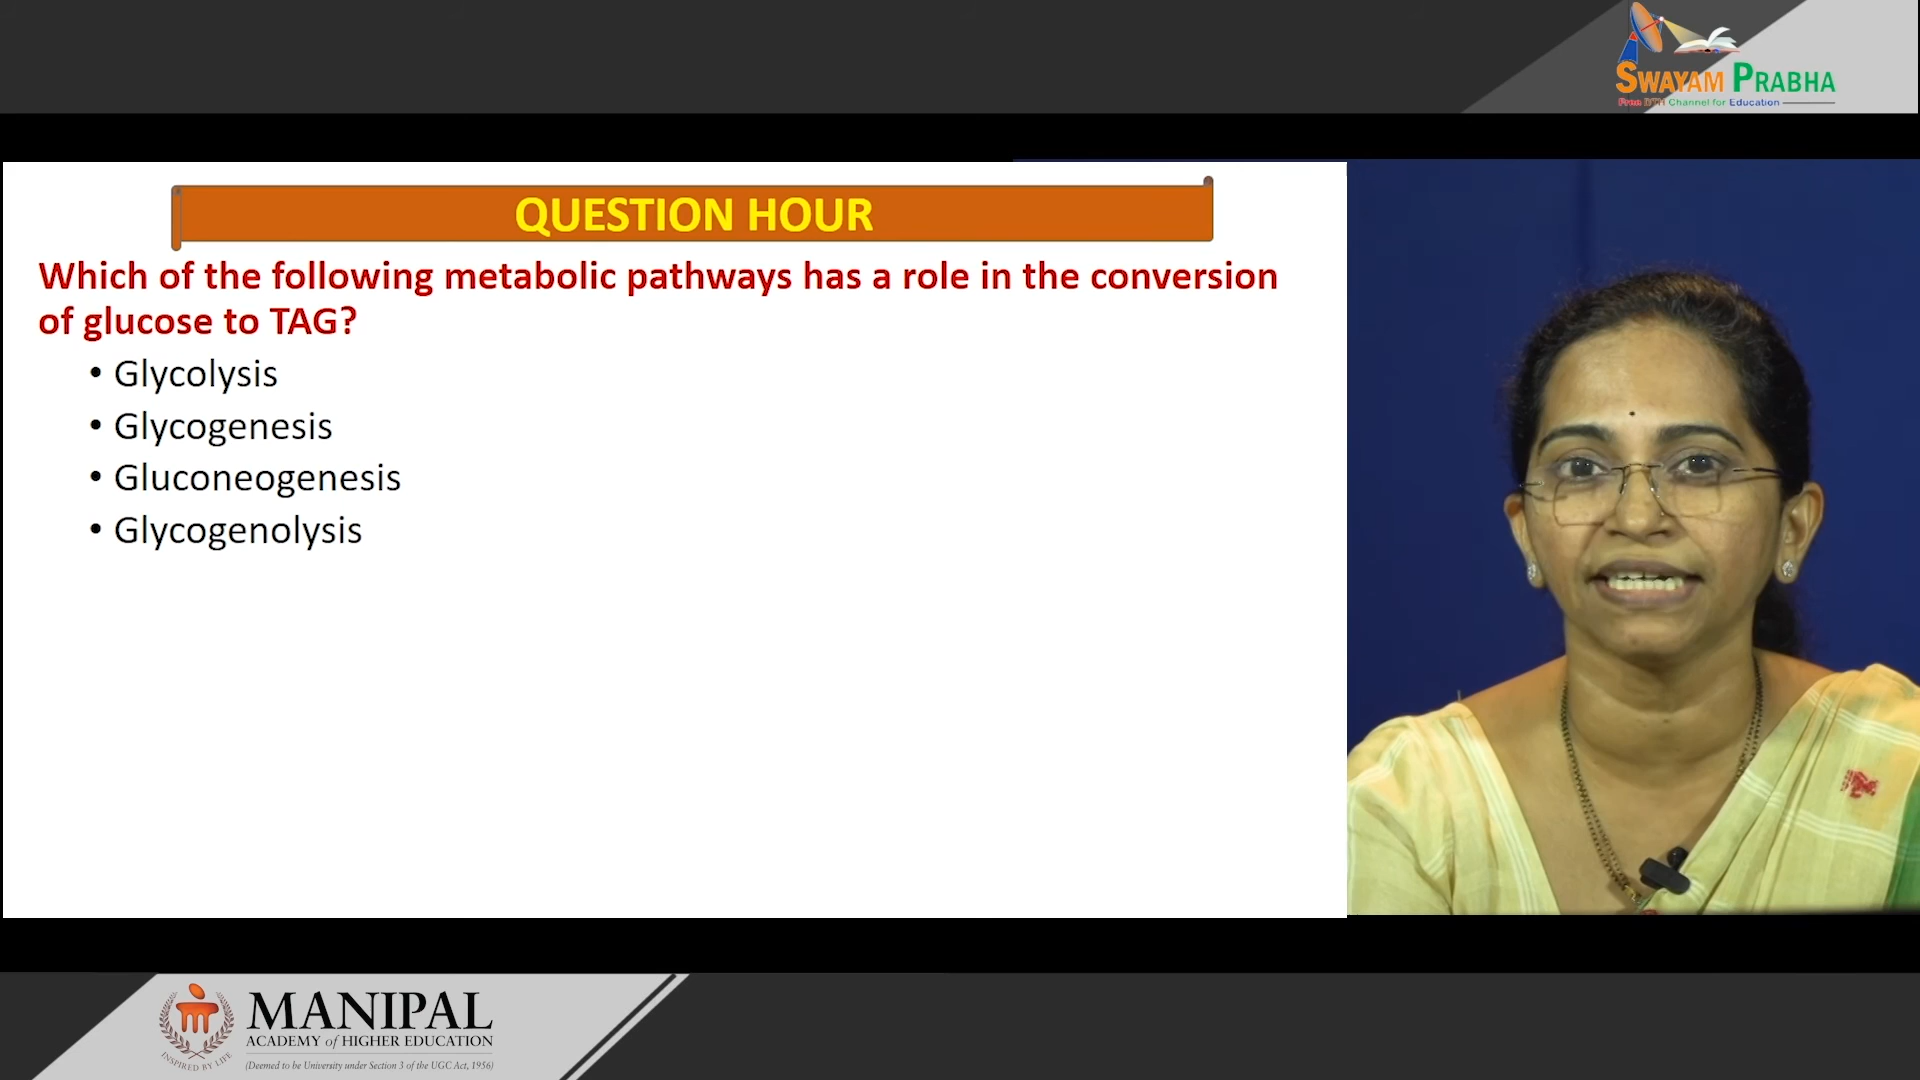 SWAYAM PRABHA
Free DTH Channel for Education
QUESTION HOUR
Which of the following metabolic pathways has a role in the conversion
of glucose to TAG?
• Glycolysis
• Glycogenesis
• Gluconeogenesis
• Glycogenolysis
MANIPAL
ACADEMY of HIGHER EDUCATION
(Deemed to be University under Section 3 of the UGC Act, 1956)
INSPIRED BY LIFE